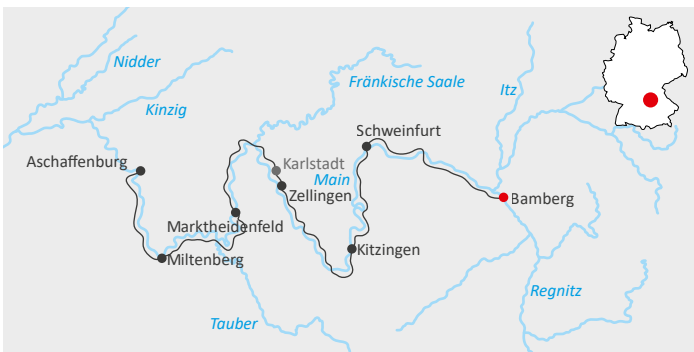 Nidder
Fränkische Saale
Itz
Kinzig
Schweinfurt
Aschaffenburg
Karlstadt
Main
Zellingen
Bamberg
Marktheidenfeld
Kitzingen
Miltenberg
Regnitz
Tauber